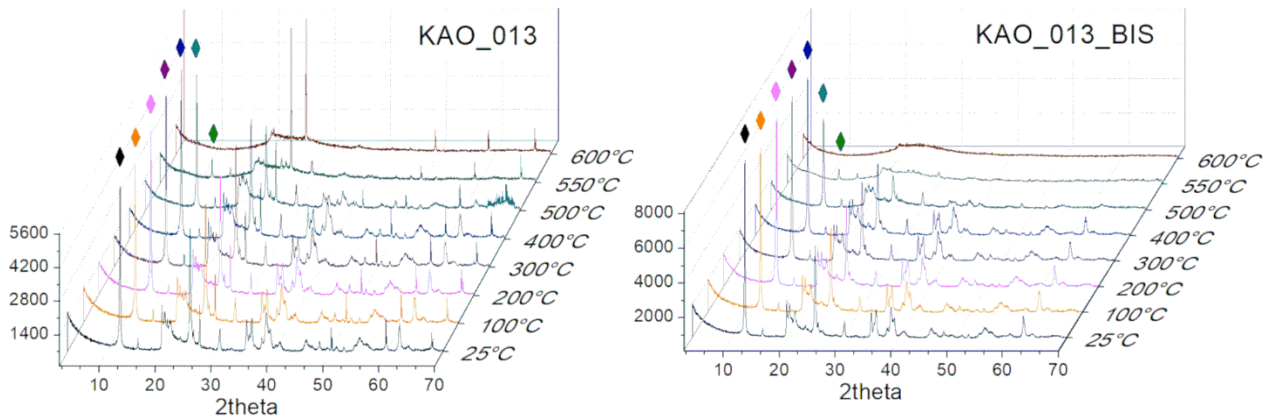 KAO_013
600°C
550°C
500°C
400°C
300°C
200°C
100°C
25°C
5600
4200
2800
1400
10 20 30 40 50 60 70
2theta
KAO_013_BIS
600°C
550°C
500°C
400°C
300°C
200°C
100°C
25°C
8000
6000
4000
2000
10 20 30 40 50 60 70
2theta